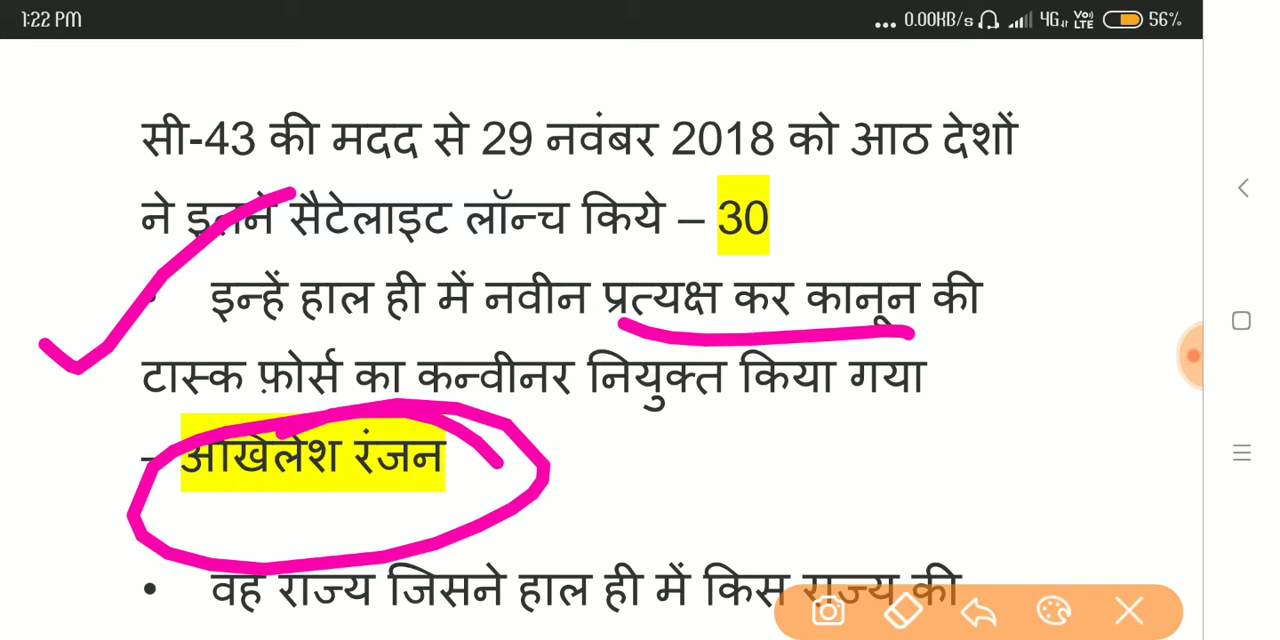 1:22 PM ... 0.00KB/s 4G VoLTE 56%
सी-43 की मदद से 29 नवंबर 2018 को आठ देशों
ने इतने सैटेलाइट लॉन्च किये – 30
• इन्हें हाल ही में नवीन प्रत्यक्ष कर कानून की
टास्क फ़ोर्स का कन्वीनर नियुक्त किया गया
– अखिलेश रंजन
• वह राज्य जिसने हाल ही में किस राज्य की